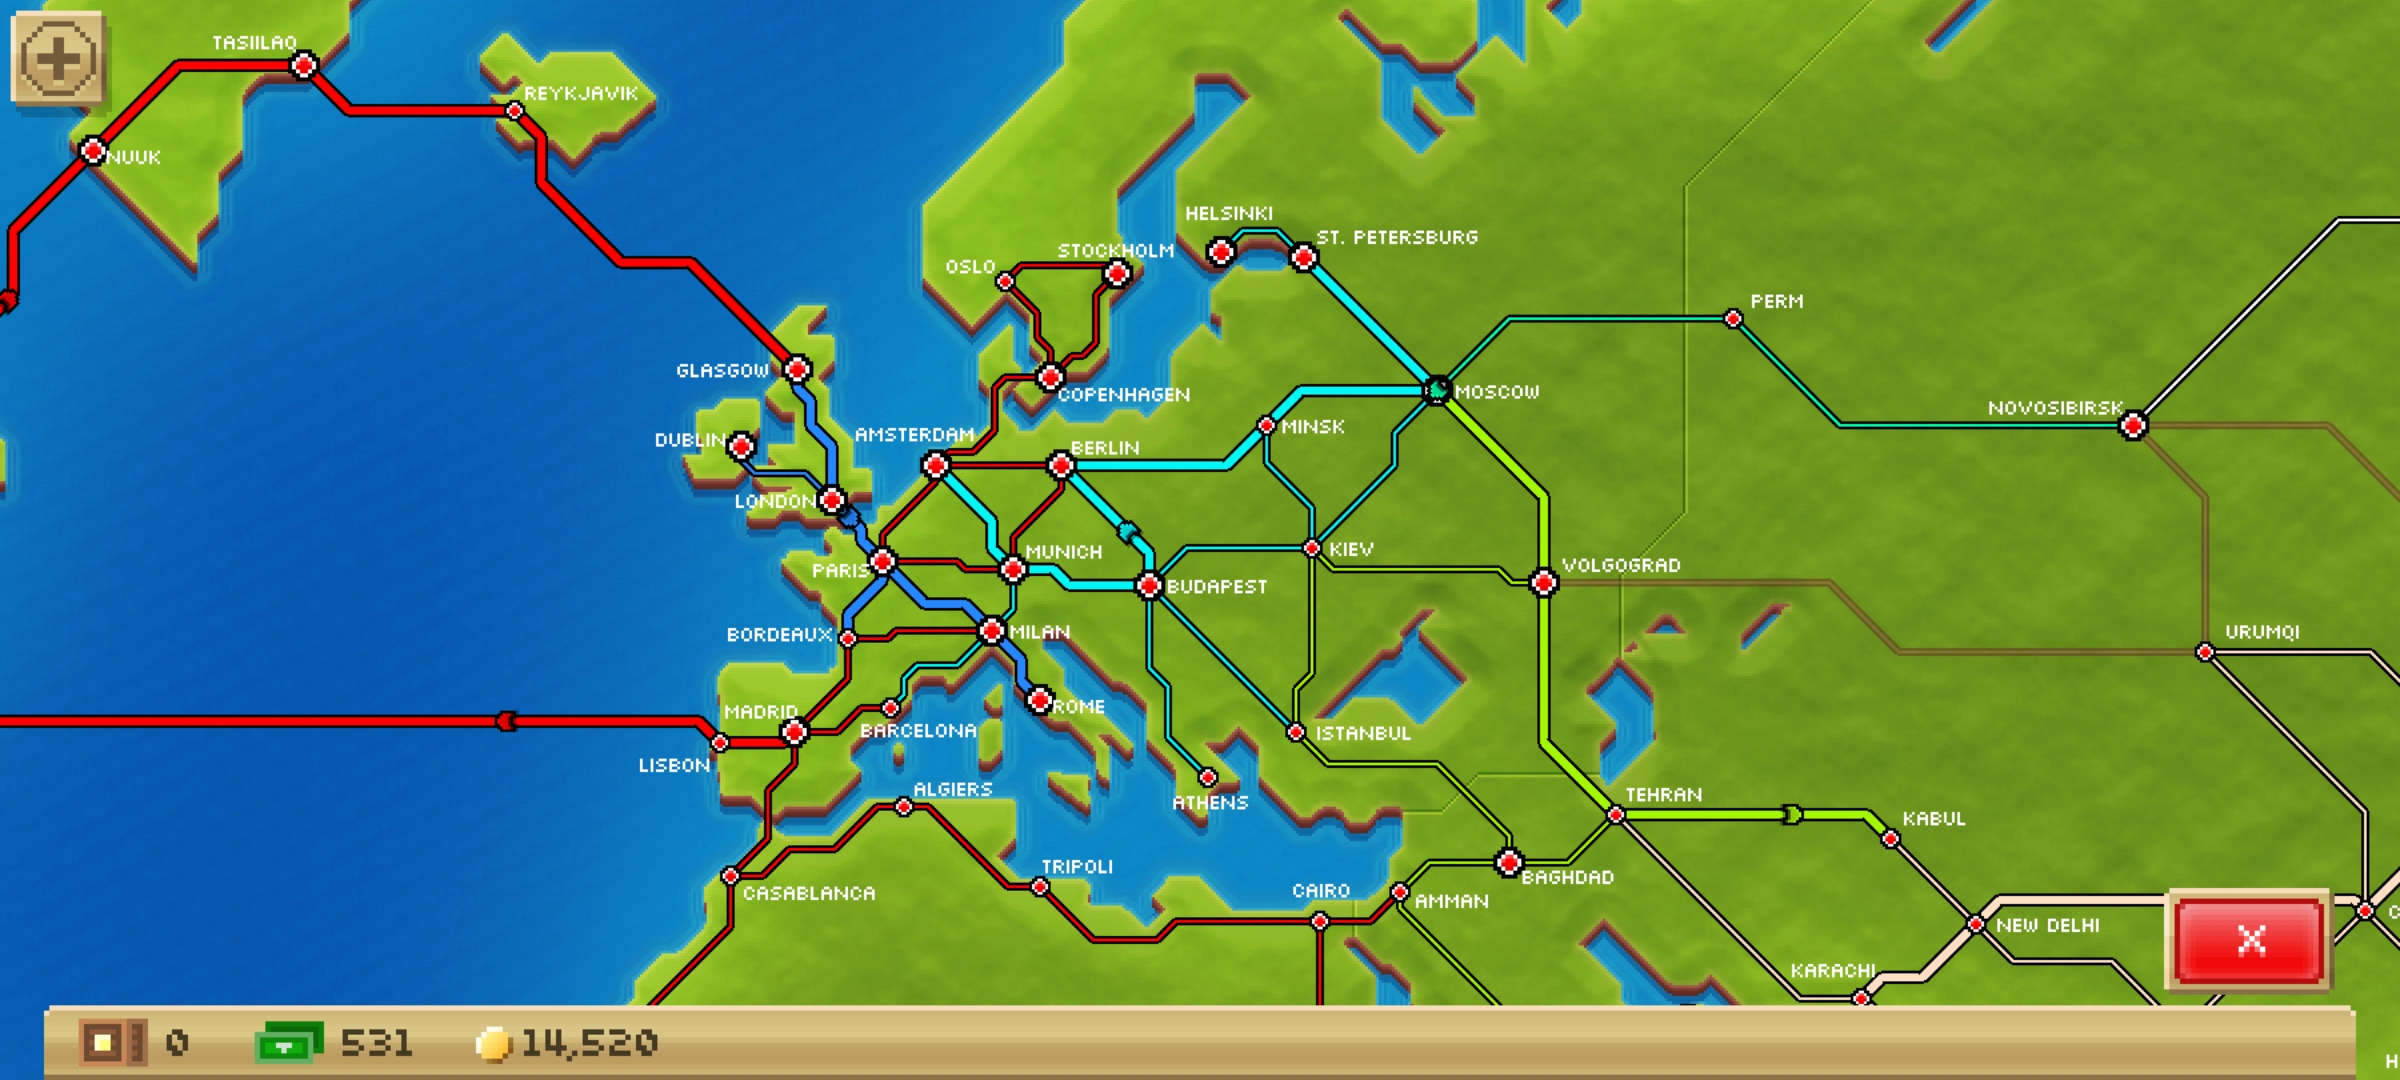 TASIILAQ
REYKJAVIK
NUUK
HELSINKI
ST. PETERSBURG
STOCKHOLM
OSLO
PERM
GLASGOW
COPENHAGEN
MOSCOW
NOVOSIBIRSK
MINSK
DUBLIN
AMSTERDAM
BERLIN
LONDON
MUNICH
KIEV
PARIS
BUDAPEST
VOLGOGRAD
BORDEAUX
MILAN
URUMQI
MADRID
ROME
BARCELONA
ISTANBUL
LISBON
ALGIERS
ATHENS
TEHRAN
KABUL
TRIPOLI
CASABLANCA
CAIRO
BAGHDAD
AMMAN
NEW DELHI
KARACHI
X
0 531 14,520